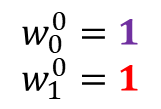 w₀⁰ = 1
w₁⁰ = 1